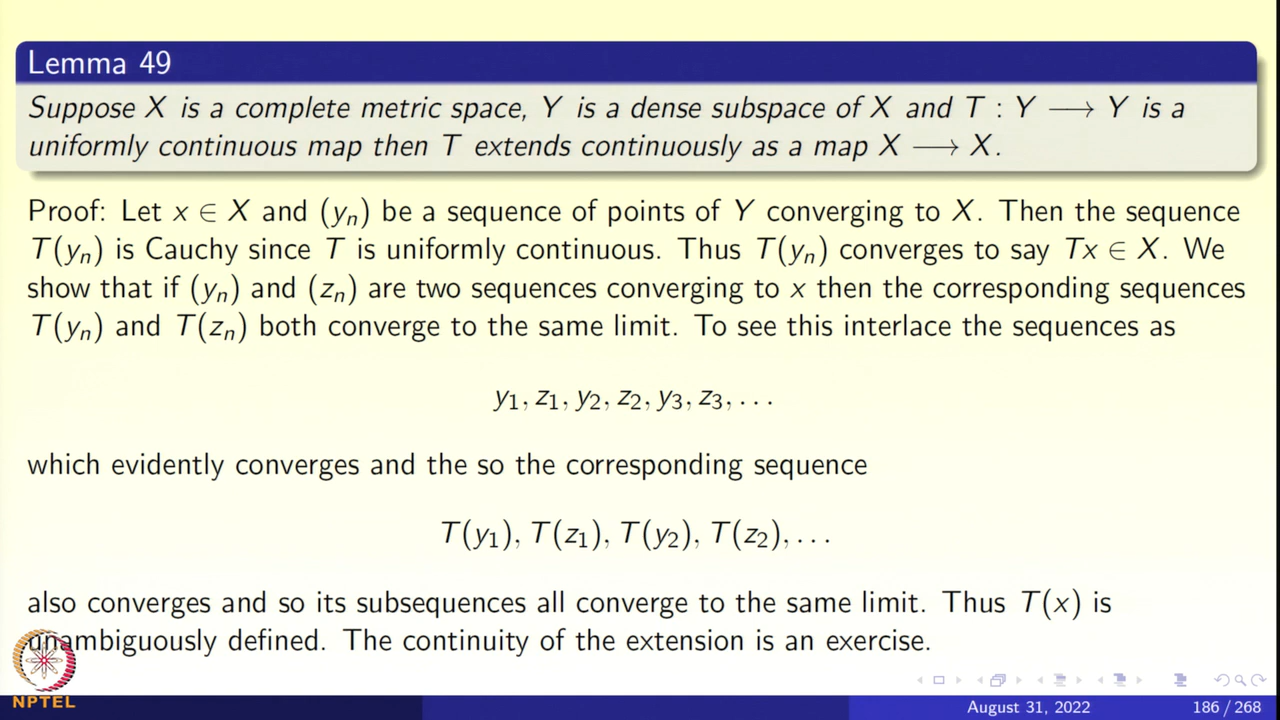 Lemma 49
Suppose X is a complete metric space, Y is a dense subspace of X and T : Y ⟶ Y is a
uniformly continuous map then T extends continuously as a map X ⟶ X.
Proof: Let x ∈ X and (yₙ) be a sequence of points of Y converging to X. Then the sequence
T(yₙ) is Cauchy since T is uniformly continuous. Thus T(yₙ) converges to say Tx ∈ X. We
show that if (yₙ) and (zₙ) are two sequences converging to x then the corresponding sequences
T(yₙ) and T(zₙ) both converge to the same limit. To see this interlace the sequences as
y₁, z₁, y₂, z₂, y₃, z₃, . . .
which evidently converges and the so the corresponding sequence
T(y₁), T(z₁), T(y₂), T(z₂), . . .
also converges and so its subsequences all converge to the same limit. Thus T(x) is
unambiguously defined. The continuity of the extension is an exercise.
NPTEL
August 31, 2022 186 / 268